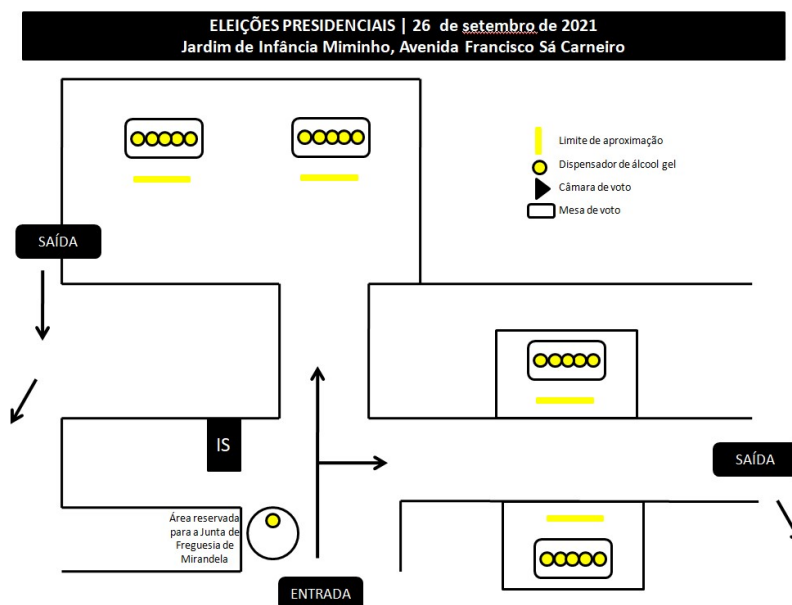 ELEIÇÕES PRESIDENCIAIS | 26 de setembro de 2021
Jardim de Infância Miminho, Avenida Francisco Sá Carneiro
Limite de aproximação
Dispensador de álcool gel
Câmara de voto
Mesa de voto
SAÍDA
IS
SAÍDA
Área reservada
para a Junta de
Freguesia de
Mirandela
ENTRADA